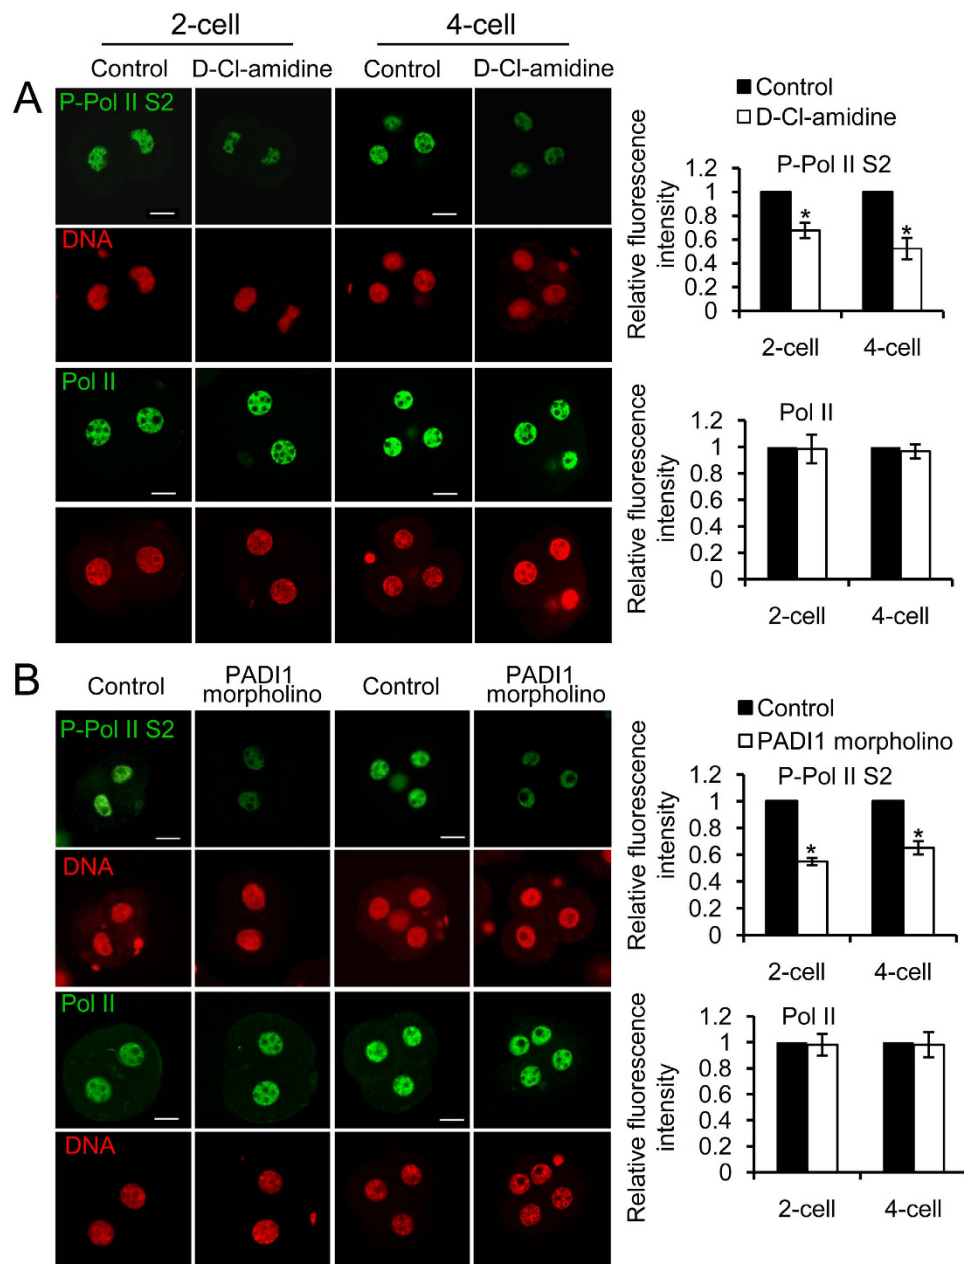 2-cell 4-cell
Control D-Cl-amidine Control D-Cl-amidine
A
P-Pol II S2
DNA
Pol II
Control
D-Cl-amidine
P-Pol II S2
Relative fluorescence
intensity
1.2
1
0.8
0.6
0.4
0.2
0
*
*
2-cell 4-cell
Pol II
Relative fluorescence
intensity
1.2
1
0.8
0.6
0.4
0.2
0
2-cell 4-cell
B
Control PADI1 Control PADI1
morpholino morpholino
P-Pol II S2
DNA
Pol II
DNA
Control
PADI1 morpholino
P-Pol II S2
Relative fluorescence
intensity
1.2
1
0.8
0.6
0.4
0.2
0
*
*
2-cell 4-cell
Pol II
Relative fluorescence
intensity
1.2
1
0.8
0.6
0.4
0.2
0
2-cell 4-cell